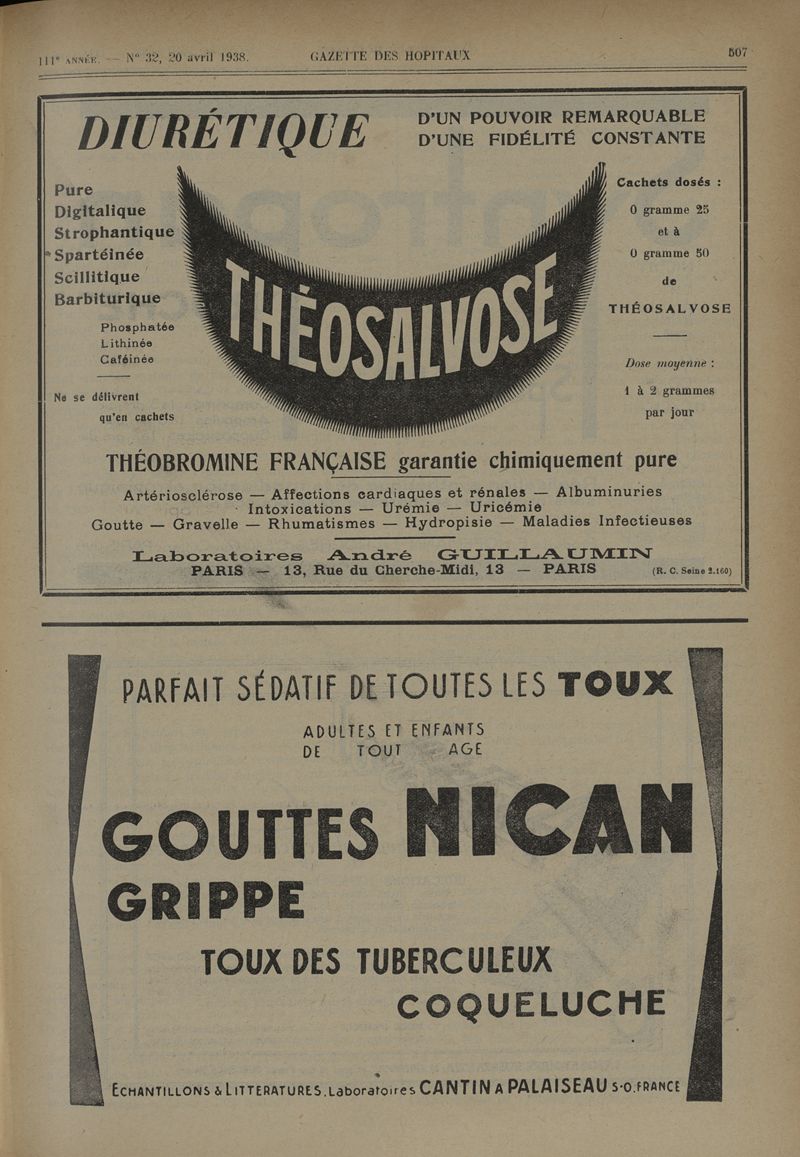 111e ANNÉE. — N° 32, 20 avril 1938.
GAZETTE DES HOPITAUX
507
DIURÉTIQUE
D'UN POUVOIR REMARQUABLE
D'UNE FIDÉLITÉ CONSTANTE
Pure
Digitalique
Strophantique
Spartéinée
Scillitique
Barbiturique
Phosphatée
Lithinée
Caféinée
Ne se délivrent
qu'en cachets
THÉOSALVOSE
Cachets dosés :
0 gramme 25
et à
0 gramme 50
de
THÉOSALVOSE
Dose moyenne :
1 à 2 grammes
par jour
THÉOBROMINE FRANÇAISE garantie chimiquement pure
Artériosclérose — Affections cardiaques et rénales — Albuminuries
Intoxications — Urémie — Uricémie
Goutte — Gravelle — Rhumatismes — Hydropisie — Maladies Infectieuses
Laboratoires André GUILLAUMIN
PARIS — 13, Rue du Cherche-Midi, 13 — PARIS
(R. C. Seine 2.160)
PARFAIT SÉDATIF DE TOUTES LES TOUX
ADULTES ET ENFANTS
DE TOUT AGE
GOUTTES NICAN
GRIPPE
TOUX DES TUBERCULEUX
COQUELUCHE
ECHANTILLONS & LITTERATURES. Laboratoires CANTIN A PALAISEAU S.-O. FRANCE